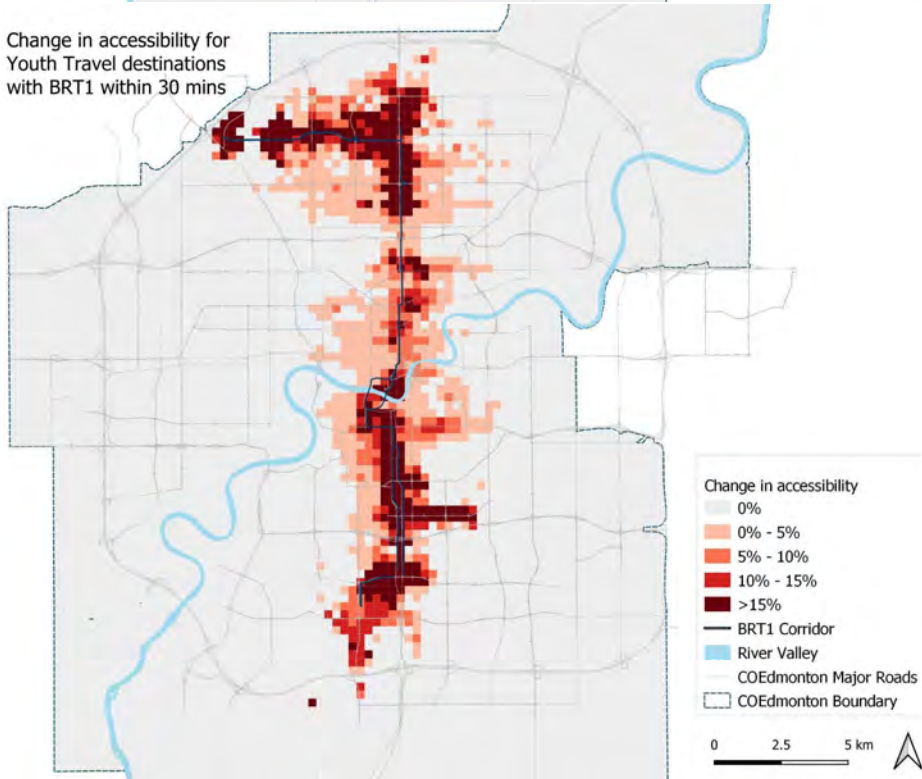 Change in accessibility for
Youth Travel destinations
with BRT1 within 30 mins
Change in accessibility
0%
0% - 5%
5% - 10%
10% - 15%
>15%
BRT1 Corridor
River Valley
COEdmonton Major Roads
COEdmonton Boundary
0 2.5 5 km